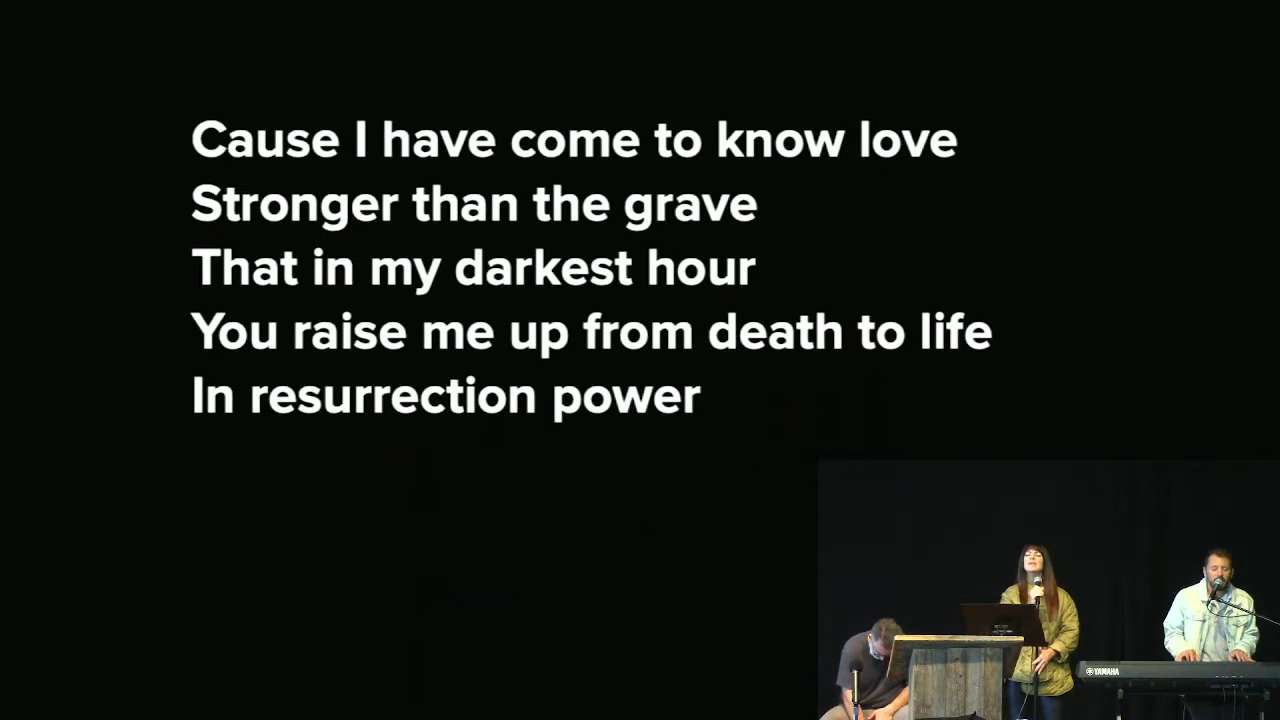 Cause I have come to know love
Stronger than the grave
That in my darkest hour
You raise me up from death to life
In resurrection power
YAMAHA